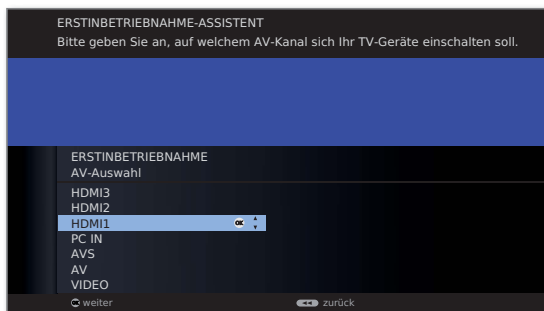 ERSTINBETRIEBNAHME-ASSISTENT
Bitte geben Sie an, auf welchem AV-Kanal sich Ihr TV-Geräte einschalten soll.
ERSTINBETRIEBNAHME
AV-Auswahl
HDMI3
HDMI2
HDMI1 OK
PC IN
AVS
AV
VIDEO
OK weiter
zurück